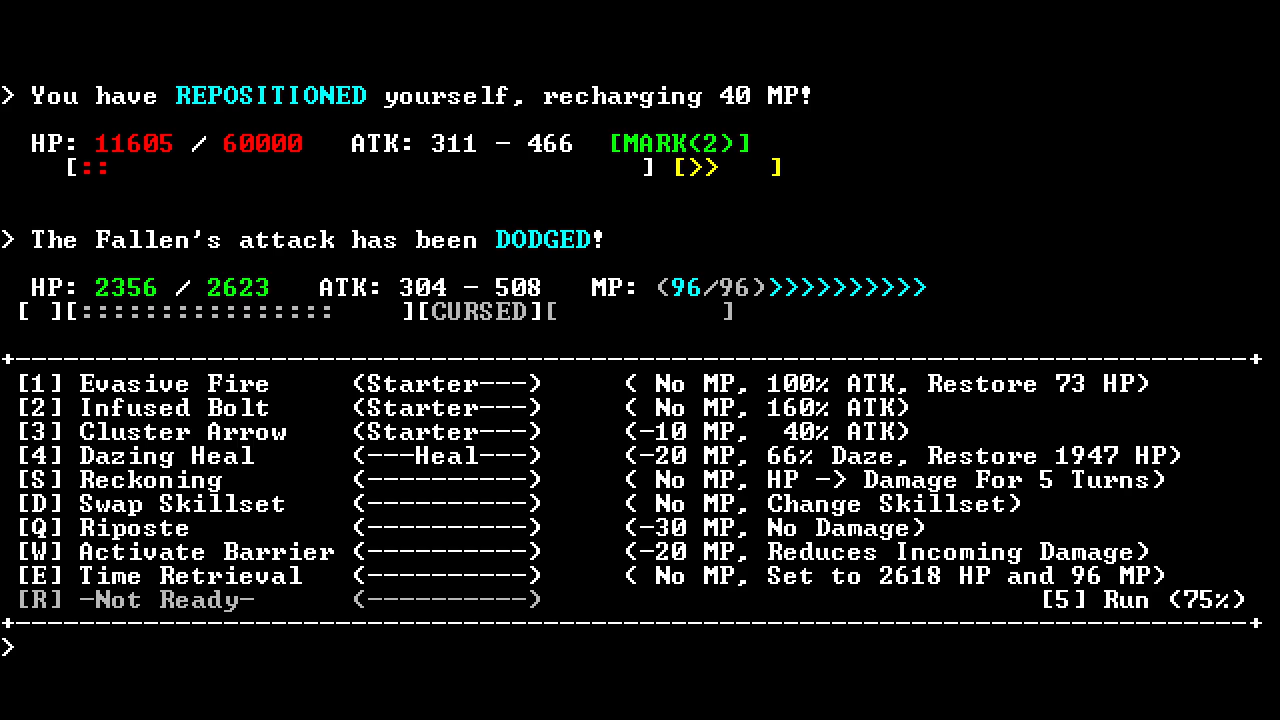 > You have REPOSITIONED yourself, recharging 40 MP!
HP: 11605 / 60000   ATK: 311 - 466  [MARK(2)]
[::                                  ] [>>   ]
> The Fallen's attack has been DODGED!
HP: 2356 / 2623   ATK: 304 - 508   MP: (96/96)>>>>>>>>>>
[ ][::::::::::::::::    ][CURSED][          ]
+------------------------------------------------------------------------------+
[1] Evasive Fire     (Starter---)     ( No MP, 100% ATK, Restore 73 HP)
[2] Infused Bolt     (Starter---)     ( No MP, 160% ATK)
[3] Cluster Arrow    (Starter---)     (-10 MP,  40% ATK)
[4] Dazing Heal      (---Heal---)     (-20 MP, 66% Daze, Restore 1947 HP)
[S] Reckoning        (----------)     ( No MP, HP -> Damage For 5 Turns)
[D] Swap Skillset    (----------)     ( No MP, Change Skillset)
[Q] Riposte          (----------)     (-30 MP, No Damage)
[W] Activate Barrier (----------)     (-20 MP, Reduces Incoming Damage)
[E] Time Retrieval   (----------)     ( No MP, Set to 2618 HP and 96 MP)
[R] -Not Ready-      (----------)                               [5] Run (75%)
+------------------------------------------------------------------------------+
>